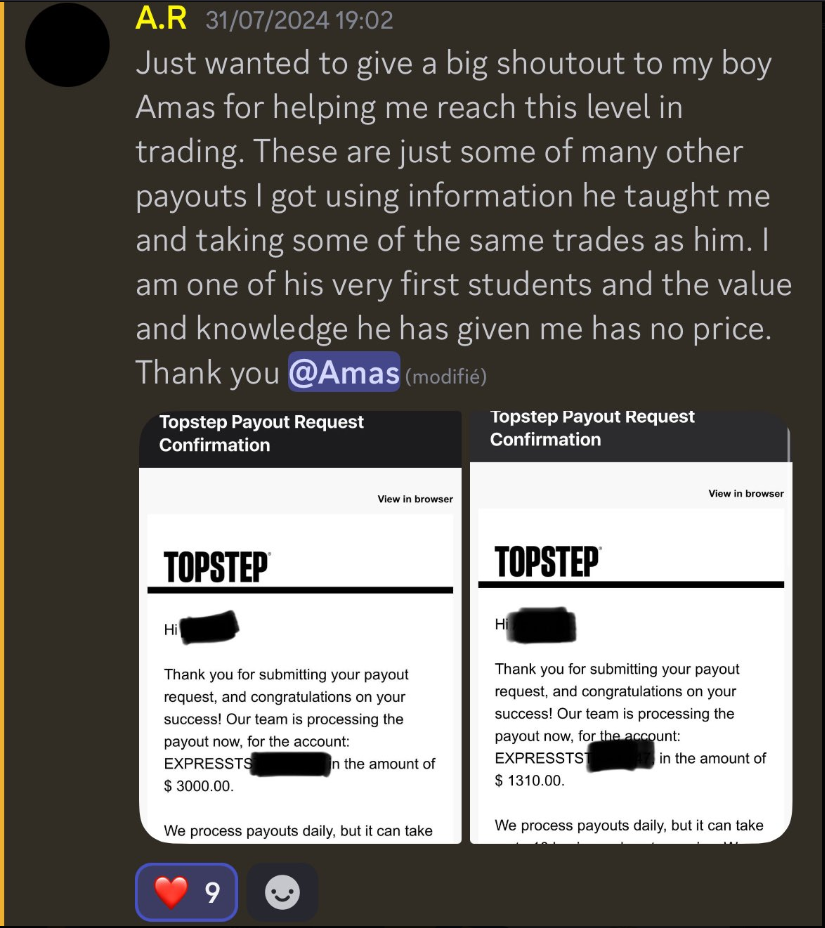 A.R 31/07/2024 19:02
Just wanted to give a big shoutout to my boy
Amas for helping me reach this level in
trading. These are just some of many other
payouts I got using information he taught me
and taking some of the same trades as him. I
am one of his very first students and the value
and knowledge he has given me has no price.
Thank you @Amas (modifié)
Topstep Payout Request
Confirmation
View in browser
TOPSTEP
Hi
Thank you for submitting your payout
request, and congratulations on your
success! Our team is processing the
payout now, for the account:
EXPRESSTS in the amount of
$ 3000.00.
We process payouts daily, but it can take
Topstep Payout Request
Confirmation
View in browser
TOPSTEP
Hi
Thank you for submitting your payout
request, and congratulations on your
success! Our team is processing the
payout now, for the account:
EXPRESSTST , in the amount of
$ 1310.00.
We process payouts daily, but it can take
9